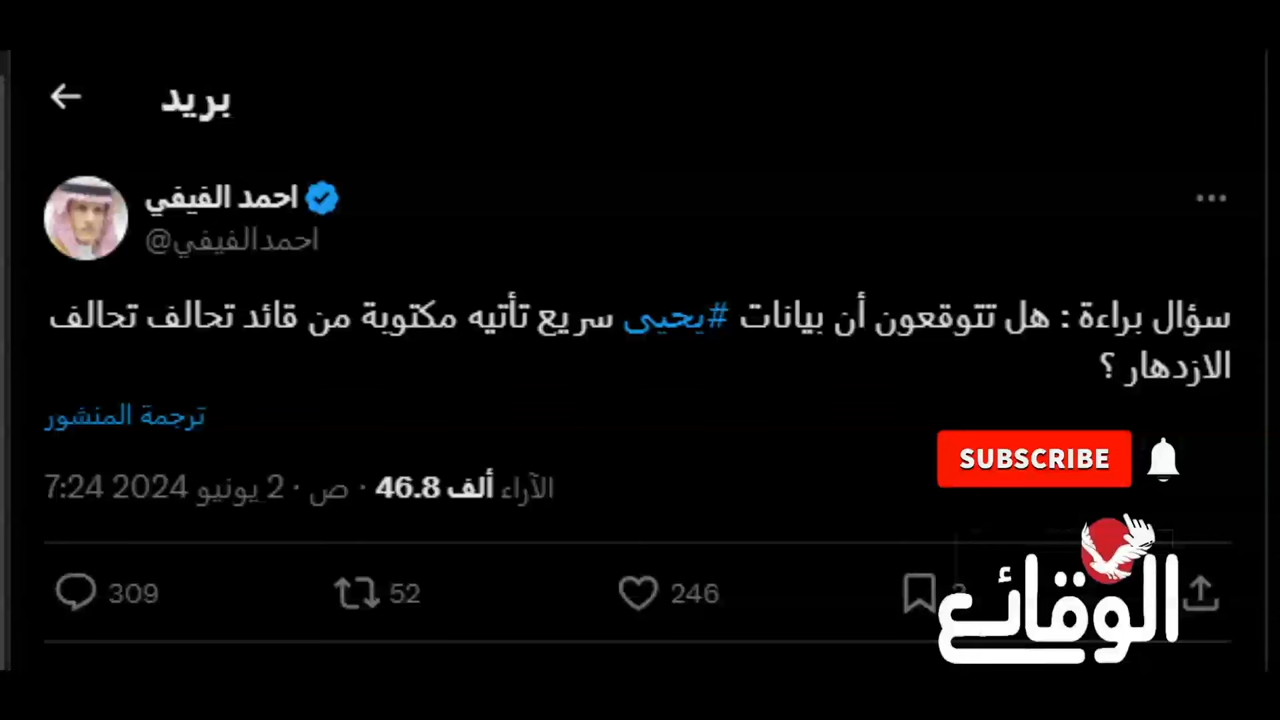 بريد
احمد الفيفي
@احمدالفيفي
سؤال براءة : هل تتوقعون أن بيانات #يحيى سريع تأتيه مكتوبة من قائد تحالف تحالف
الازدهار ؟
ترجمة المنشور
7:24 ص · 2 يونيو 2024 · 46.8 ألف الآراء
309 52 246
SUBSCRIBE
الوقائع